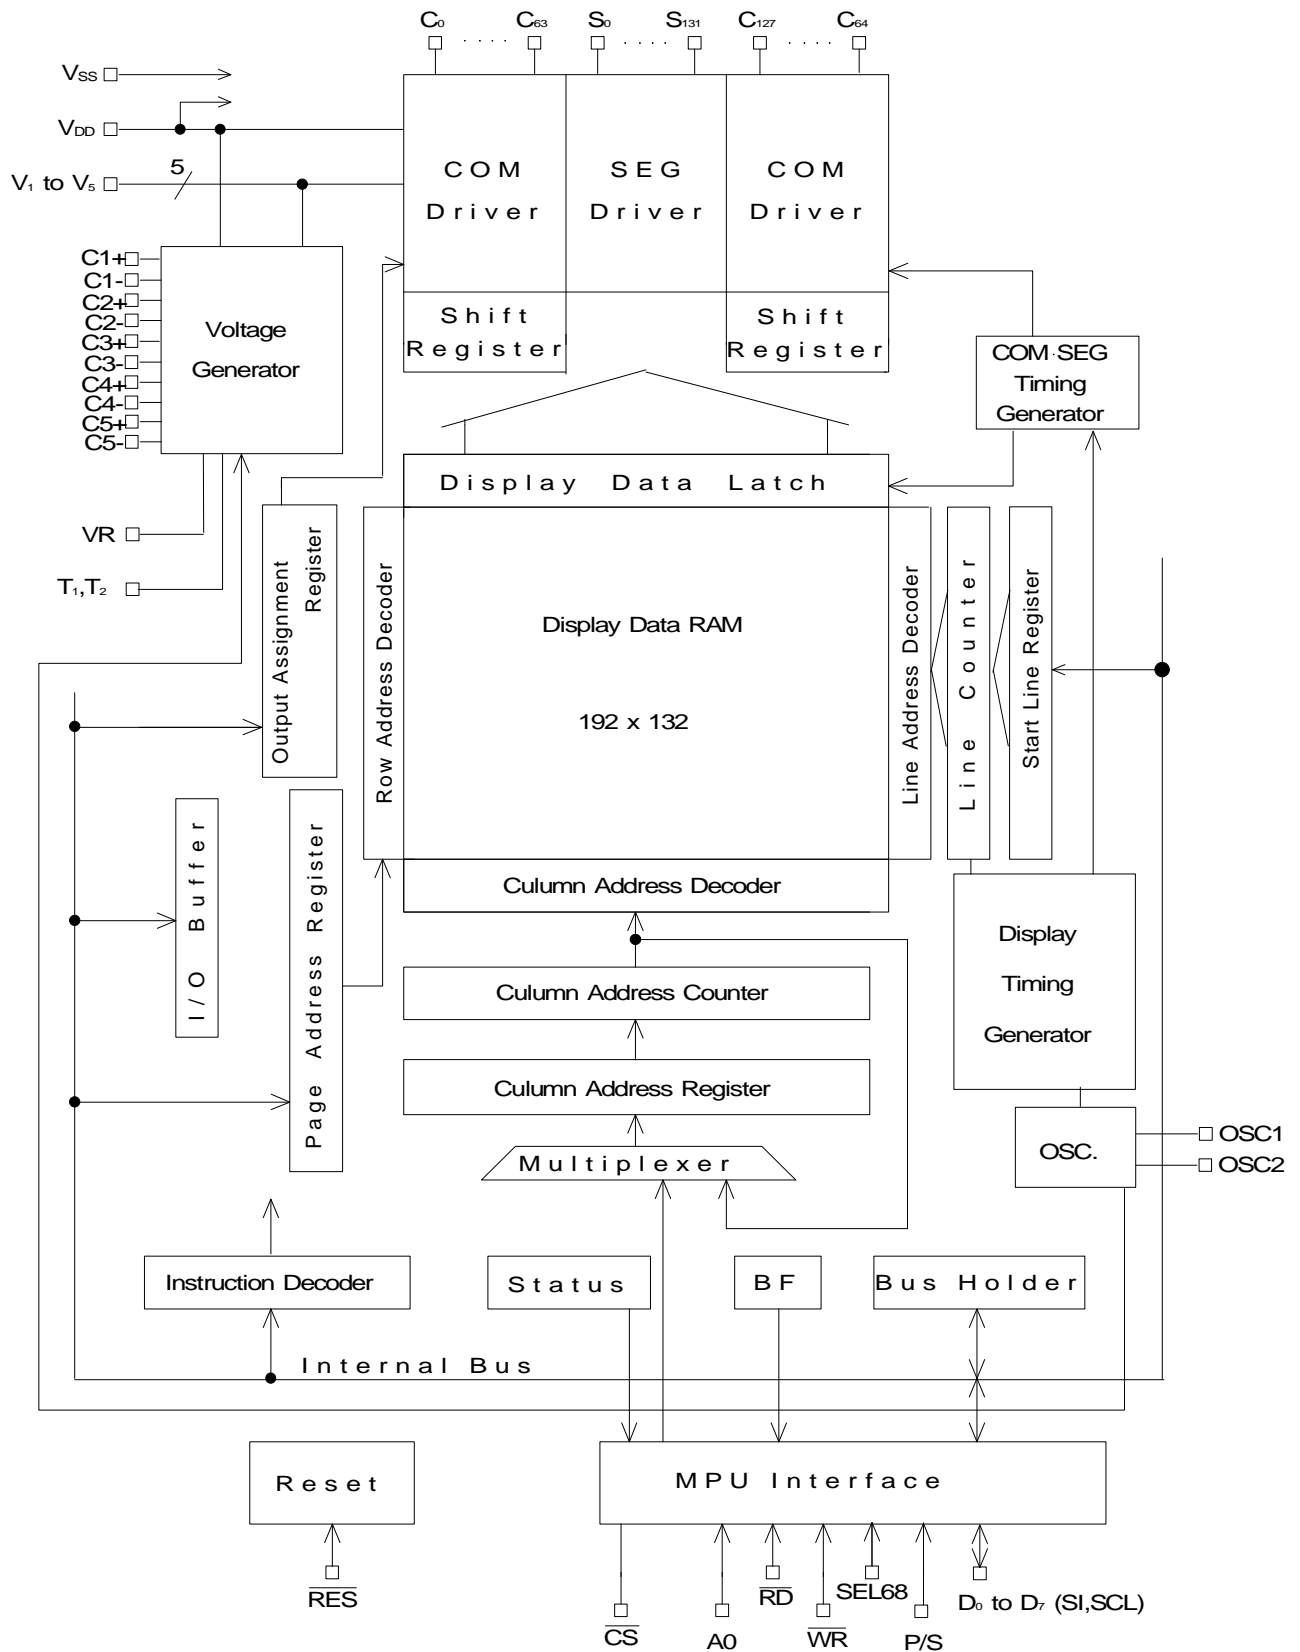 C₀ ···· C₆₃ S₀ ···· S₁₃₁ C₁₂₇ ···· C₆₄
VSS
VDD
V₁ to V₅
5
COM
Driver
SEG
Driver
COM
Driver
C1+
C1-
C2+
C2-
C3+
C3-
C4+
C4-
C5+
C5-
Voltage
Generator
Shift
Register
Shift
Register
COM·SEG
Timing
Generator
VR
T₁,T₂
Display Data Latch
Output Assignment
Register
Row Address Decoder
Display Data RAM
192 x 132
Line Address Decoder
Line Counter
Start Line Register
I/O Buffer
Page Address Register
Culumn Address Decoder
Culumn Address Counter
Culumn Address Register
Multiplexer
Display
Timing
Generator
OSC.
OSC1
OSC2
Instruction Decoder
Status
BF
Bus Holder
Internal Bus
Reset
MPU Interface
R̅E̅S̅
C̅S̅
A0
R̅D̅
W̅R̅
SEL68
P/S
D₀ to D₇ (SI,SCL)